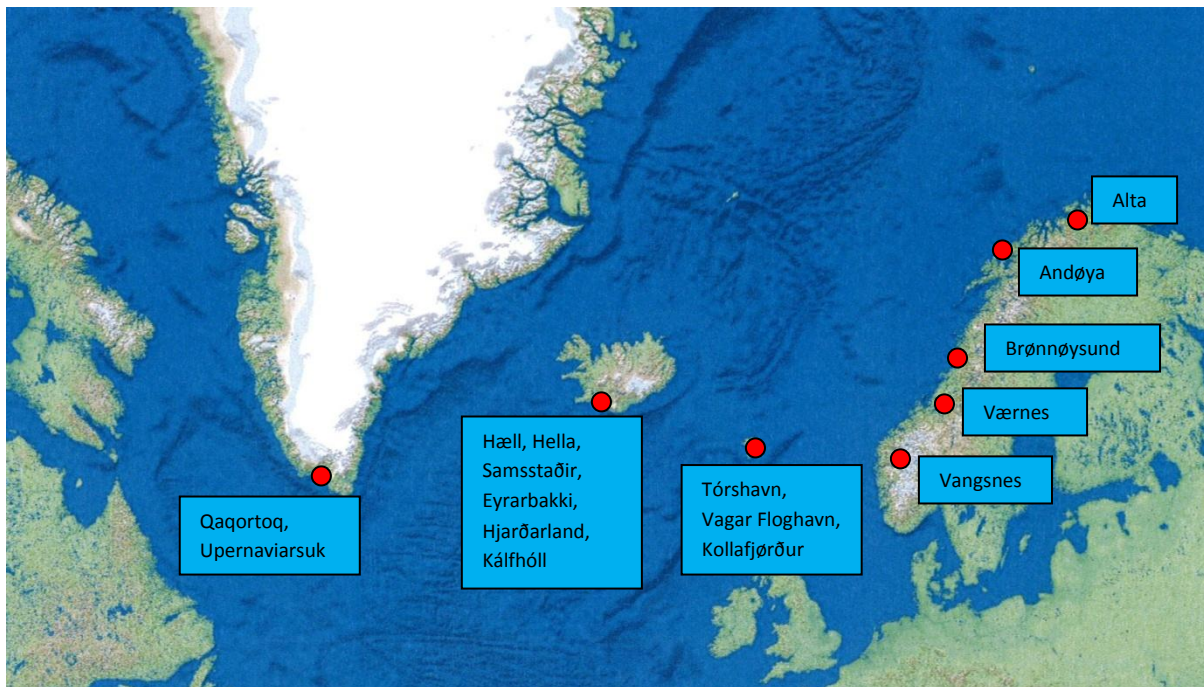 Alta
Andøya
Brønnøysund
Værnes
Vangsnes
Hæll, Hella,
Samsstaðir,
Eyrarbakki,
Hjarðarland,
Kálfhóll
Tórshavn,
Vagar Floghavn,
Kollafjørður
Qaqortoq,
Upernaviarsuk